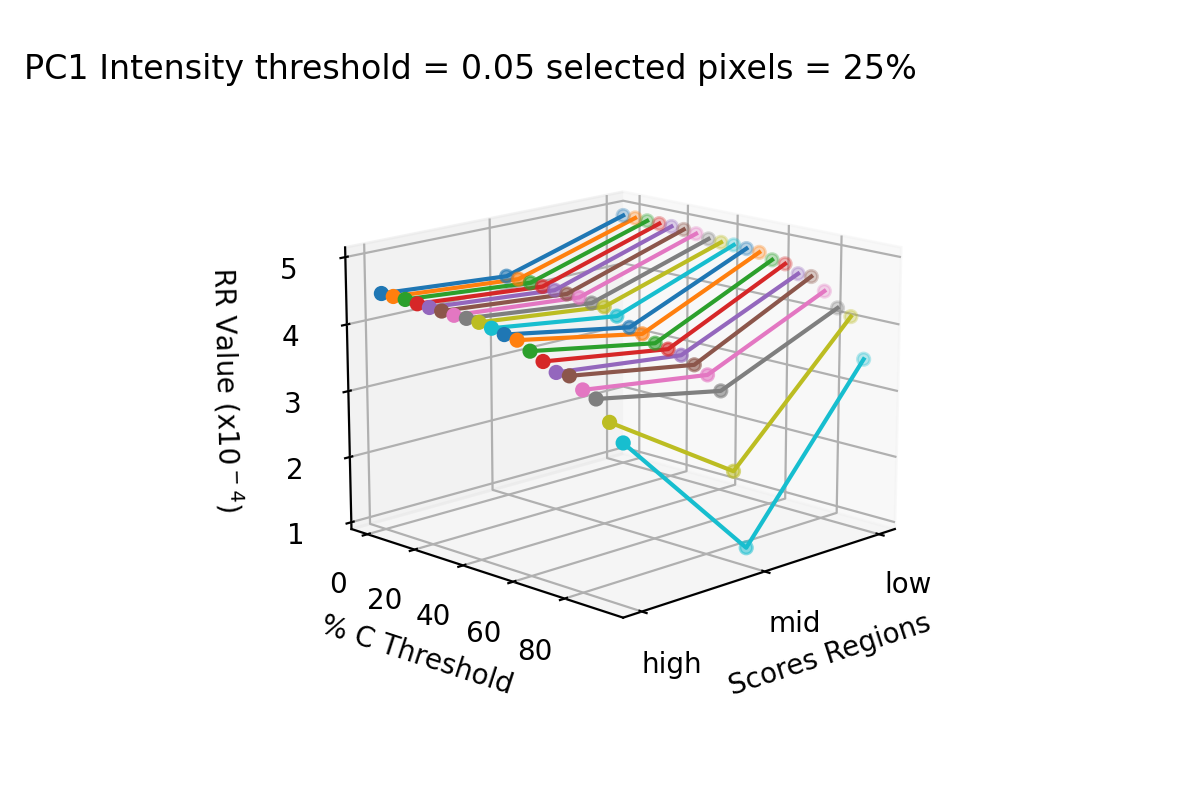 PC1 Intensity threshold = 0.05 selected pixels = 25%
RR Value (x10⁻⁴)
5
4
3
2
1
0
20
40
60
80
% C Threshold
high
mid
low
Scores Regions